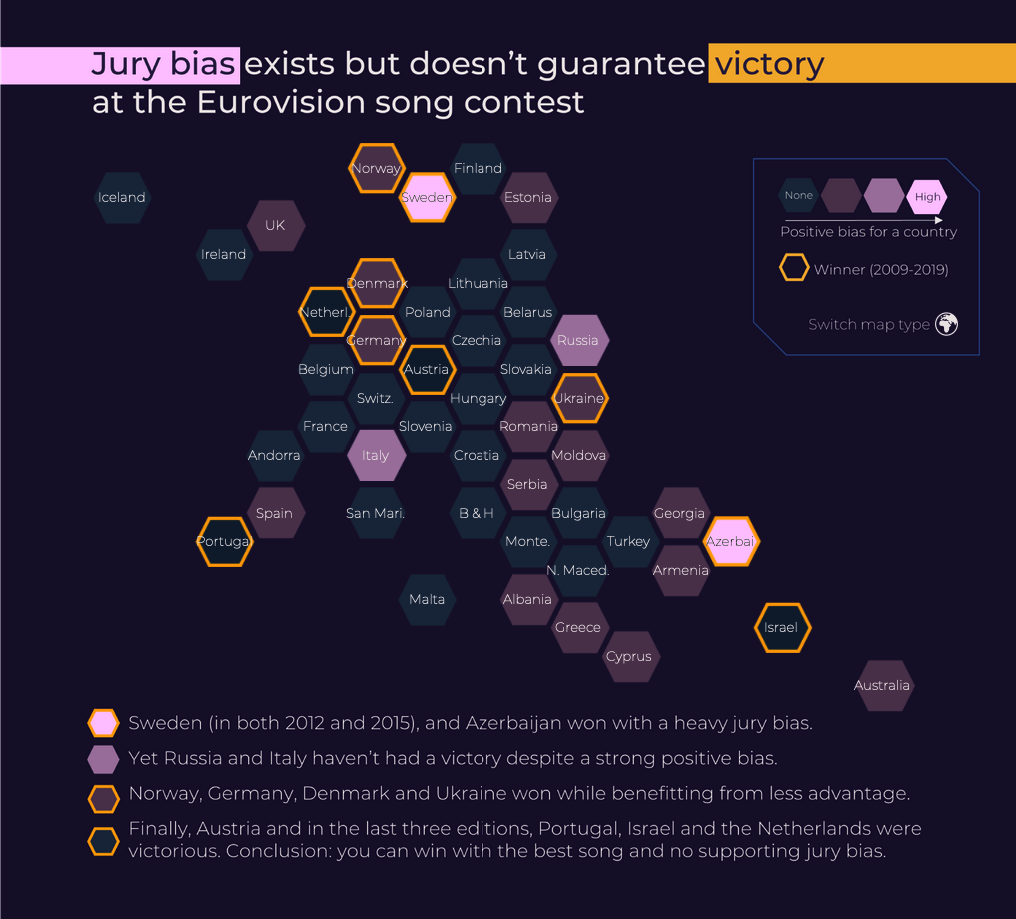 Jury bias exists but doesn’t guarantee victory
at the Eurovision song contest
Norway
Finland
Iceland
Sweden
Estonia
UK
Ireland
Latvia
Denmark
Lithuania
Netherl.
Poland
Belarus
Germany
Czechia
Russia
Belgium
Austria
Slovakia
Switz.
Hungary
Ukraine
France
Slovenia
Romania
Andorra
Italy
Croatia
Moldova
Serbia
Spain
San Mari.
B & H
Bulgaria
Georgia
Portugal
Monte.
Turkey
Azerbai.
N. Maced.
Armenia
Malta
Albania
Greece
Israel
Cyprus
Australia
None
High
Positive bias for a country
Winner (2009-2019)
Switch map type
Sweden (in both 2012 and 2015), and Azerbaijan won with a heavy jury bias.
Yet Russia and Italy haven’t had a victory despite a strong positive bias.
Norway, Germany, Denmark and Ukraine won while benefitting from less advantage.
Finally, Austria and in the last three editions, Portugal, Israel and the Netherlands were
victorious. Conclusion: you can win with the best song and no supporting jury bias.